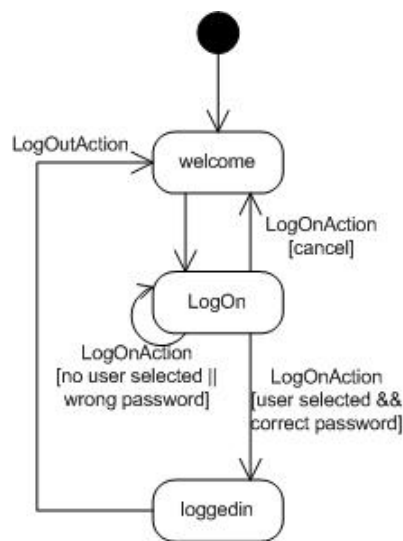 LogOutAction
welcome
LogOnAction
[cancel]
LogOn
LogOnAction
[no user selected ||
wrong password]
LogOnAction
[user selected &&
correct password]
loggedin